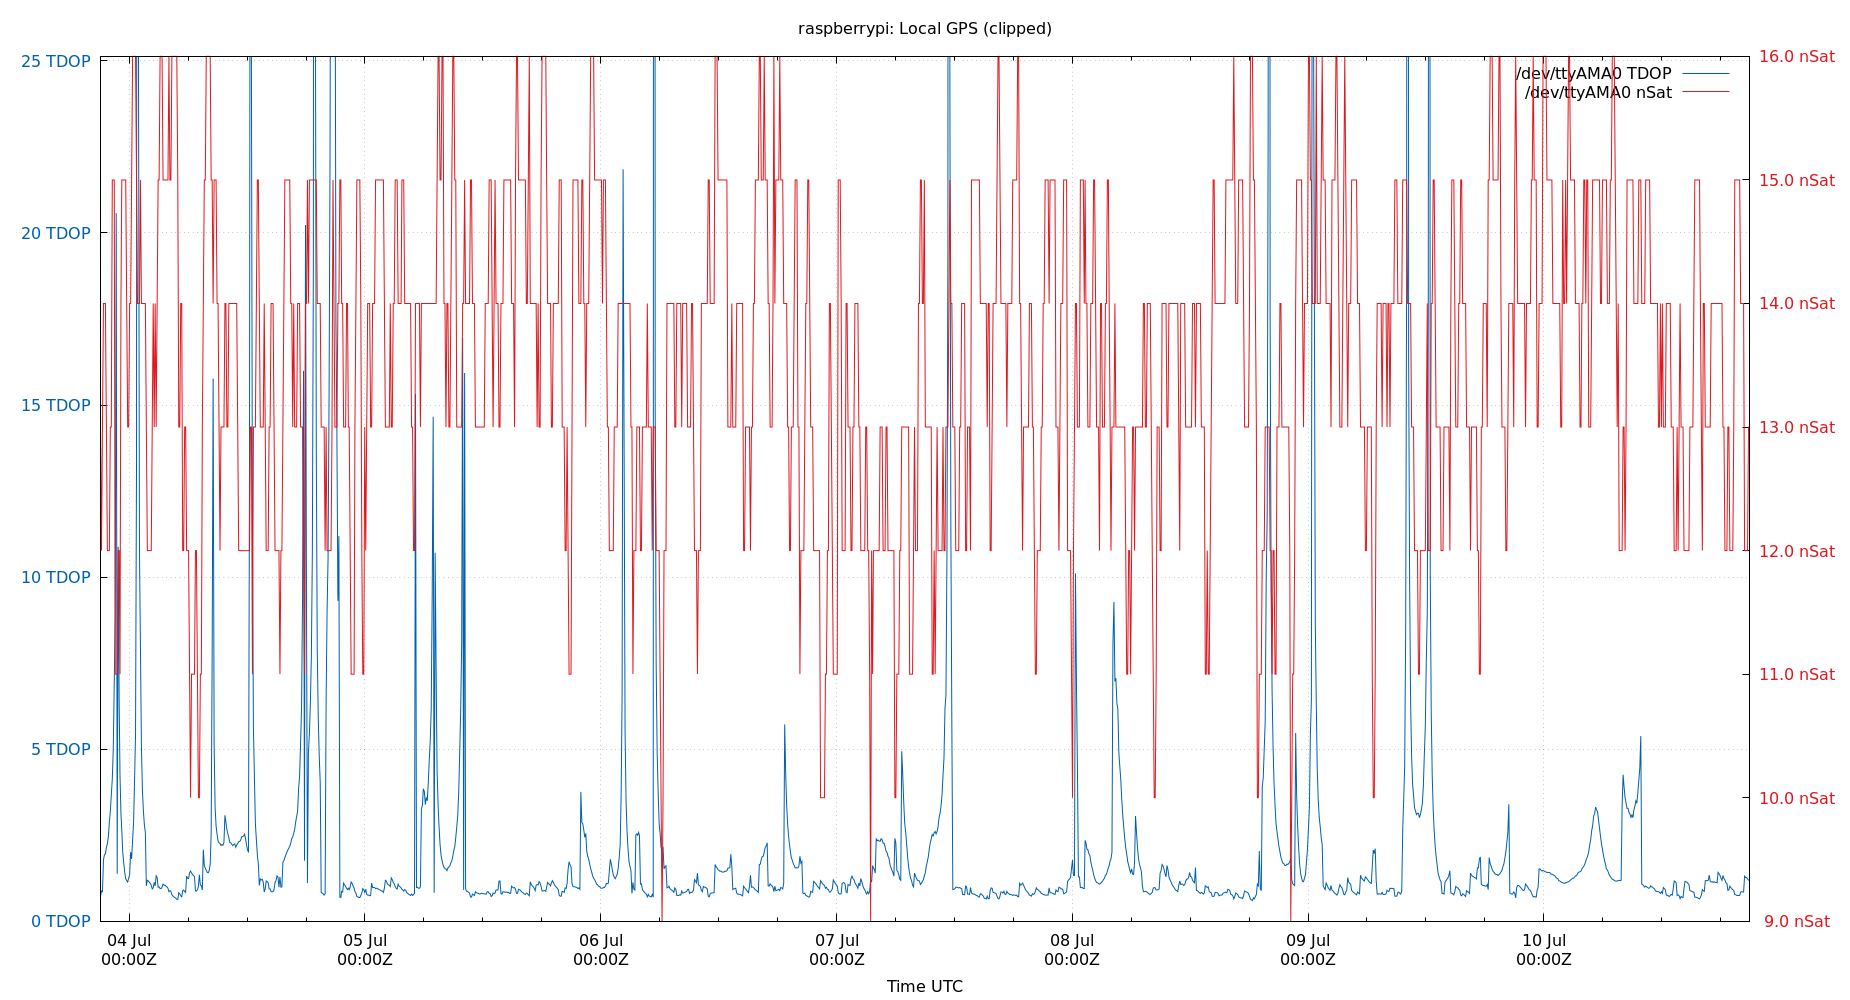 raspberrypi: Local GPS (clipped)
25 TDOP
20 TDOP
15 TDOP
10 TDOP
5 TDOP
0 TDOP
16.0 nSat
15.0 nSat
14.0 nSat
13.0 nSat
12.0 nSat
11.0 nSat
10.0 nSat
9.0 nSat
/dev/ttyAMA0 TDOP
/dev/ttyAMA0 nSat
04 Jul
00:00Z
05 Jul
00:00Z
06 Jul
00:00Z
07 Jul
00:00Z
08 Jul
00:00Z
09 Jul
00:00Z
10 Jul
00:00Z
Time UTC